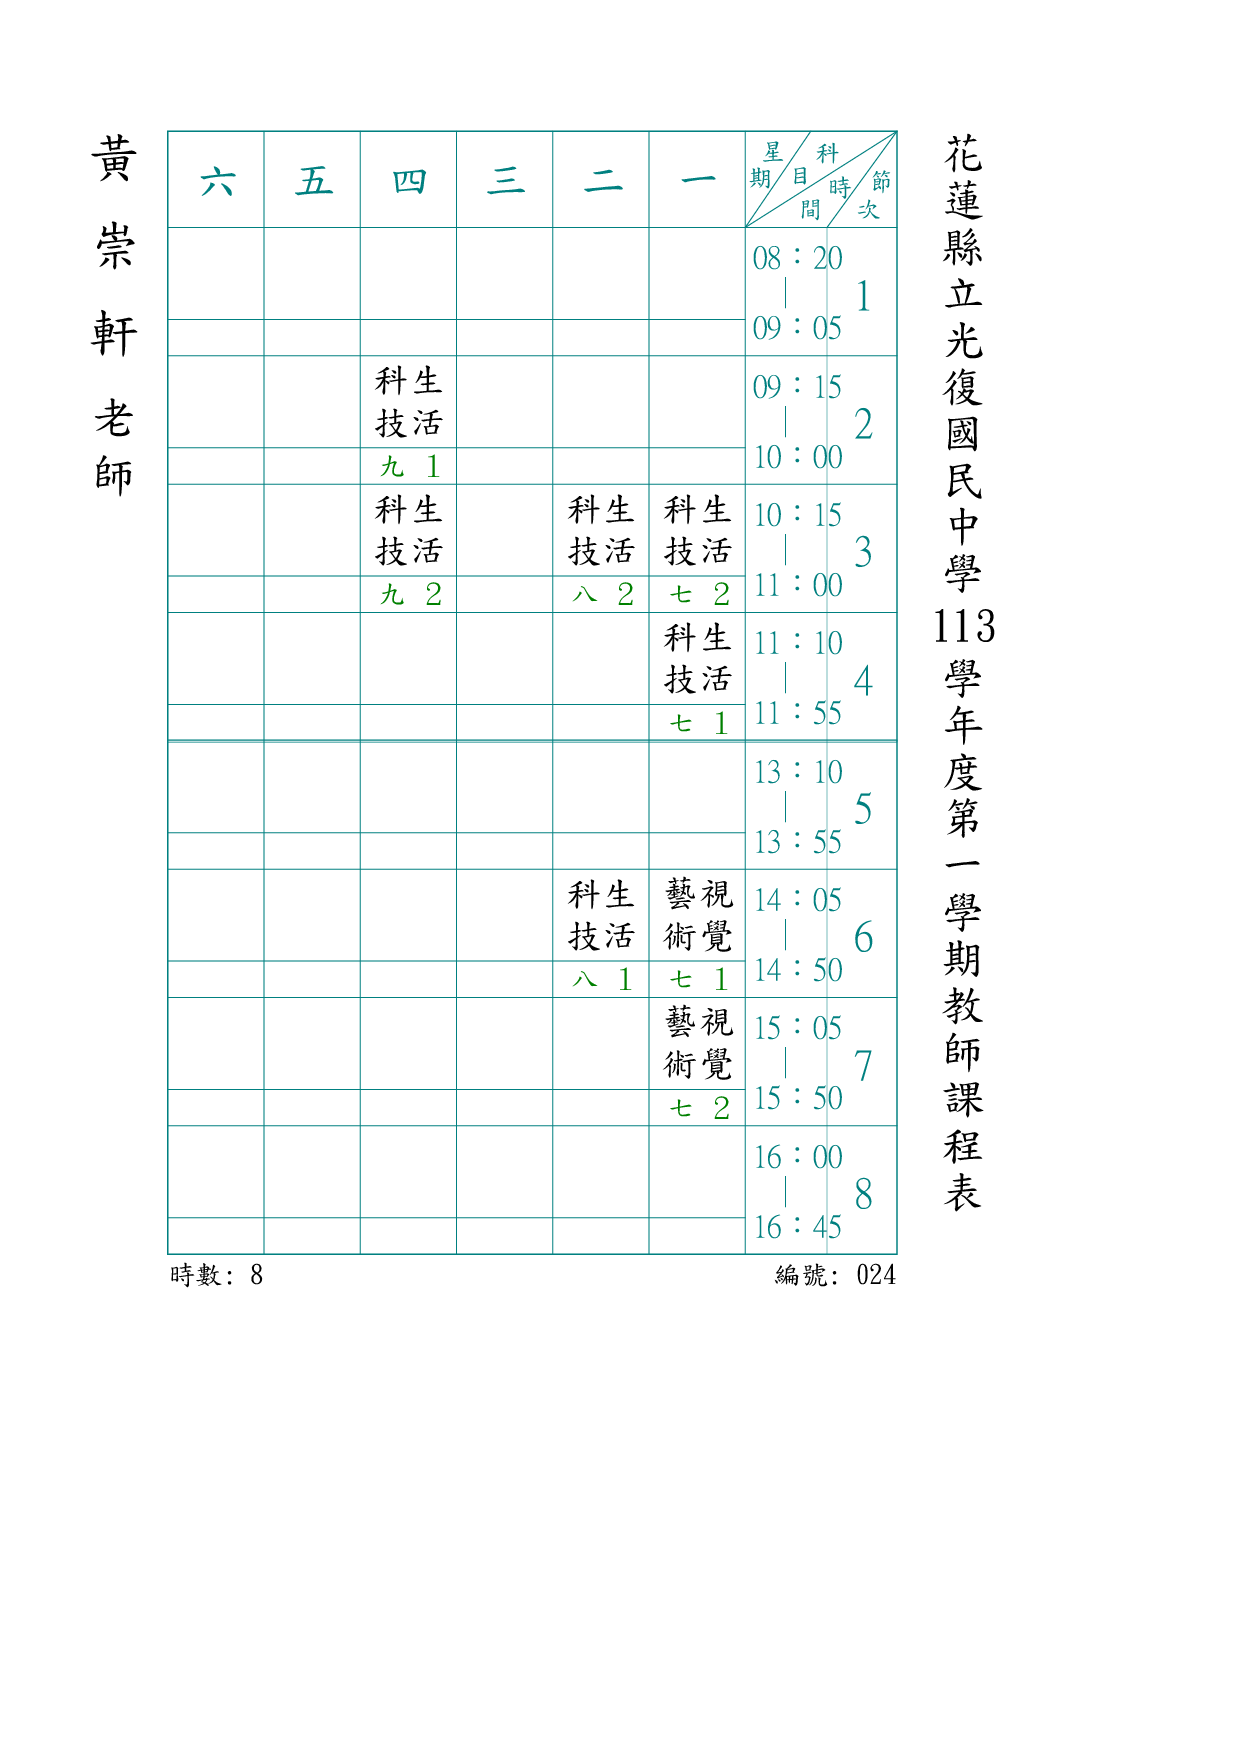 花蓮縣立光復國民中學113學年度第一學期教師課程表
星期 科目 時間 節次
一 二 三 四 五 六
08：20｜09：05 1
09：15｜10：00 2
生活科技 九1
10：15｜11：00 3
生活科技 七2
生活科技 八2
生活科技 九2
11：10｜11：55 4
生活科技 七1
13：10｜13：55 5
14：05｜14：50 6
視覺藝術 七1
生活科技 八1
15：05｜15：50 7
視覺藝術 七2
16：00｜16：45 8
黃崇軒老師
編號: 024
時數: 8